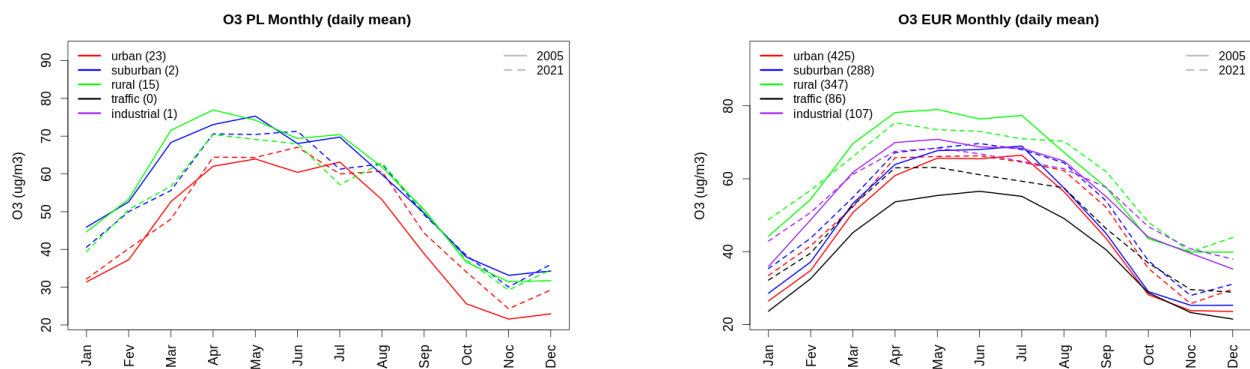 O3 PL Monthly (daily mean)
O3 (ug/m3)
90
80
70
60
50
40
30
20
urban (23)
suburban (2)
rural (15)
traffic (0)
industrial (1)
2005
2021
Jan Fev Mar Apr May Jun Jul Aug Sep Oct Noc Dec
O3 EUR Monthly (daily mean)
O3 (ug/m3)
80
60
40
20
urban (425)
suburban (288)
rural (347)
traffic (86)
industrial (107)
2005
2021
Jan Fev Mar Apr May Jun Jul Aug Sep Oct Noc Dec